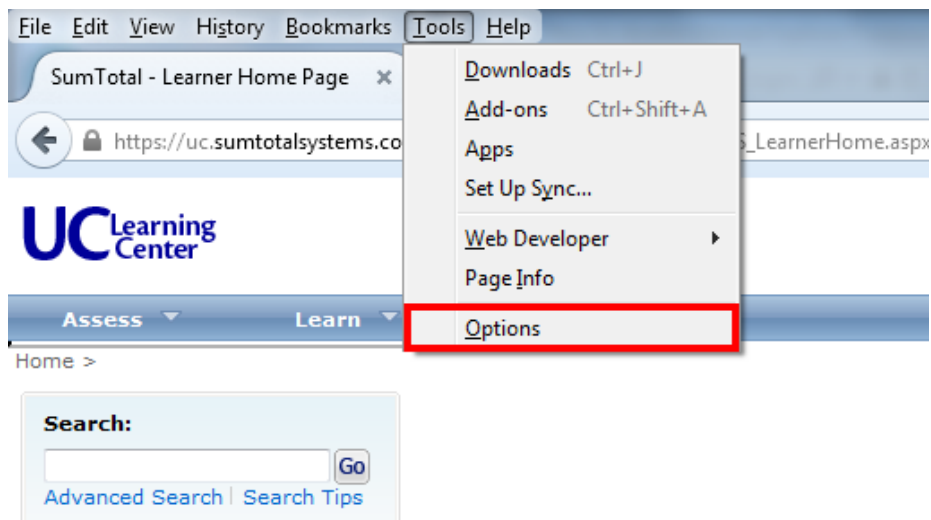 File Edit View History Bookmarks Tools Help
SumTotal - Learner Home Page
Downloads Ctrl+J
Add-ons Ctrl+Shift+A
https://uc.sumtotalsystems.co
_LearnerHome.aspx
Apps
Set Up Sync...
UC Learning Center
Web Developer
Page Info
Assess Learn
Options
Home >
Search:
Go
Advanced Search | Search Tips